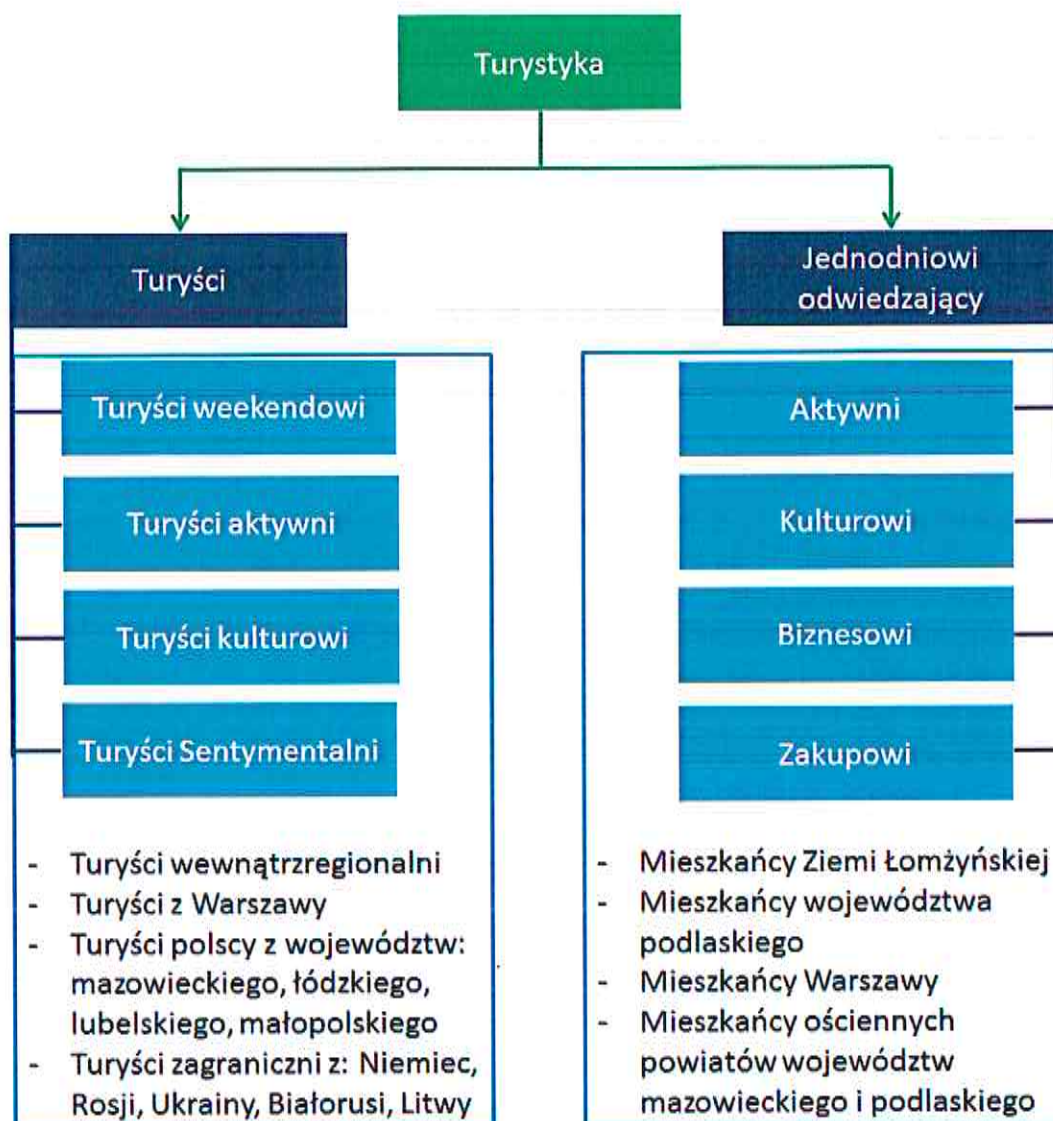 Turystyka
Turyści
Turyści weekendowi
Turyści aktywni
Turyści kulturowi
Turyści Sentymentalni
- Turyści wewnątrzregionalni
- Turyści z Warszawy
- Turyści polscy z województw:
mazowieckiego, łódzkiego,
lubelskiego, małopolskiego
- Turyści zagraniczni z: Niemiec,
Rosji, Ukrainy, Białorusi, Litwy
Jednodniowi
odwiedzający
Aktywni
Kulturowi
Biznesowi
Zakupowi
- Mieszkańcy Ziemi Łomżyńskiej
- Mieszkańcy województwa
podlaskiego
- Mieszkańcy Warszawy
- Mieszkańcy ościennych
powiatów województw
mazowieckiego i podlaskiego